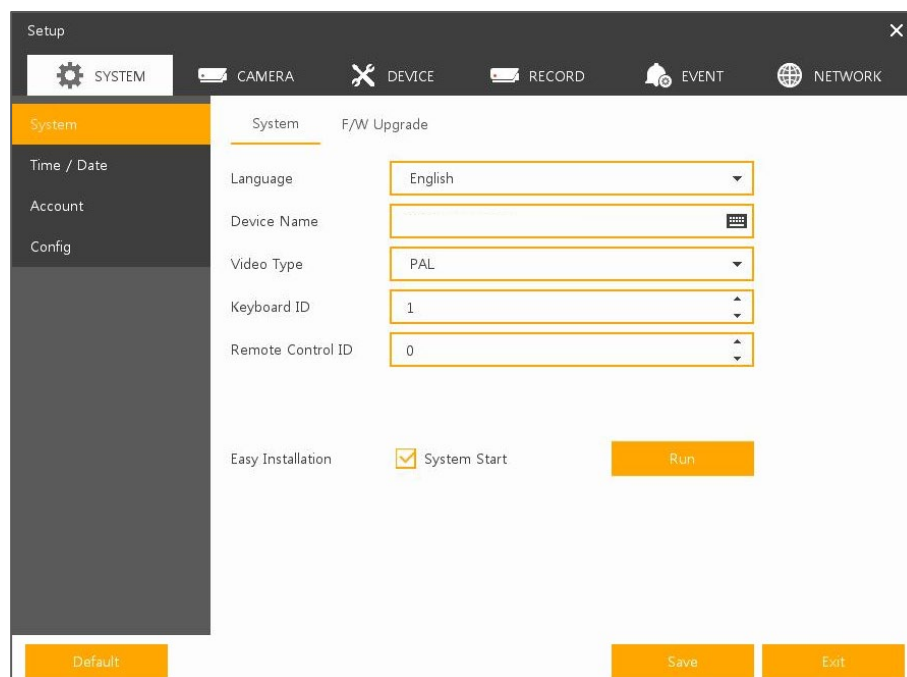 Setup
SYSTEM CAMERA DEVICE RECORD EVENT NETWORK
System
Time / Date
Account
Config
System F/W Upgrade
Language English
Device Name
Video Type PAL
Keyboard ID 1
Remote Control ID 0
Easy Installation System Start Run
Default Save Exit